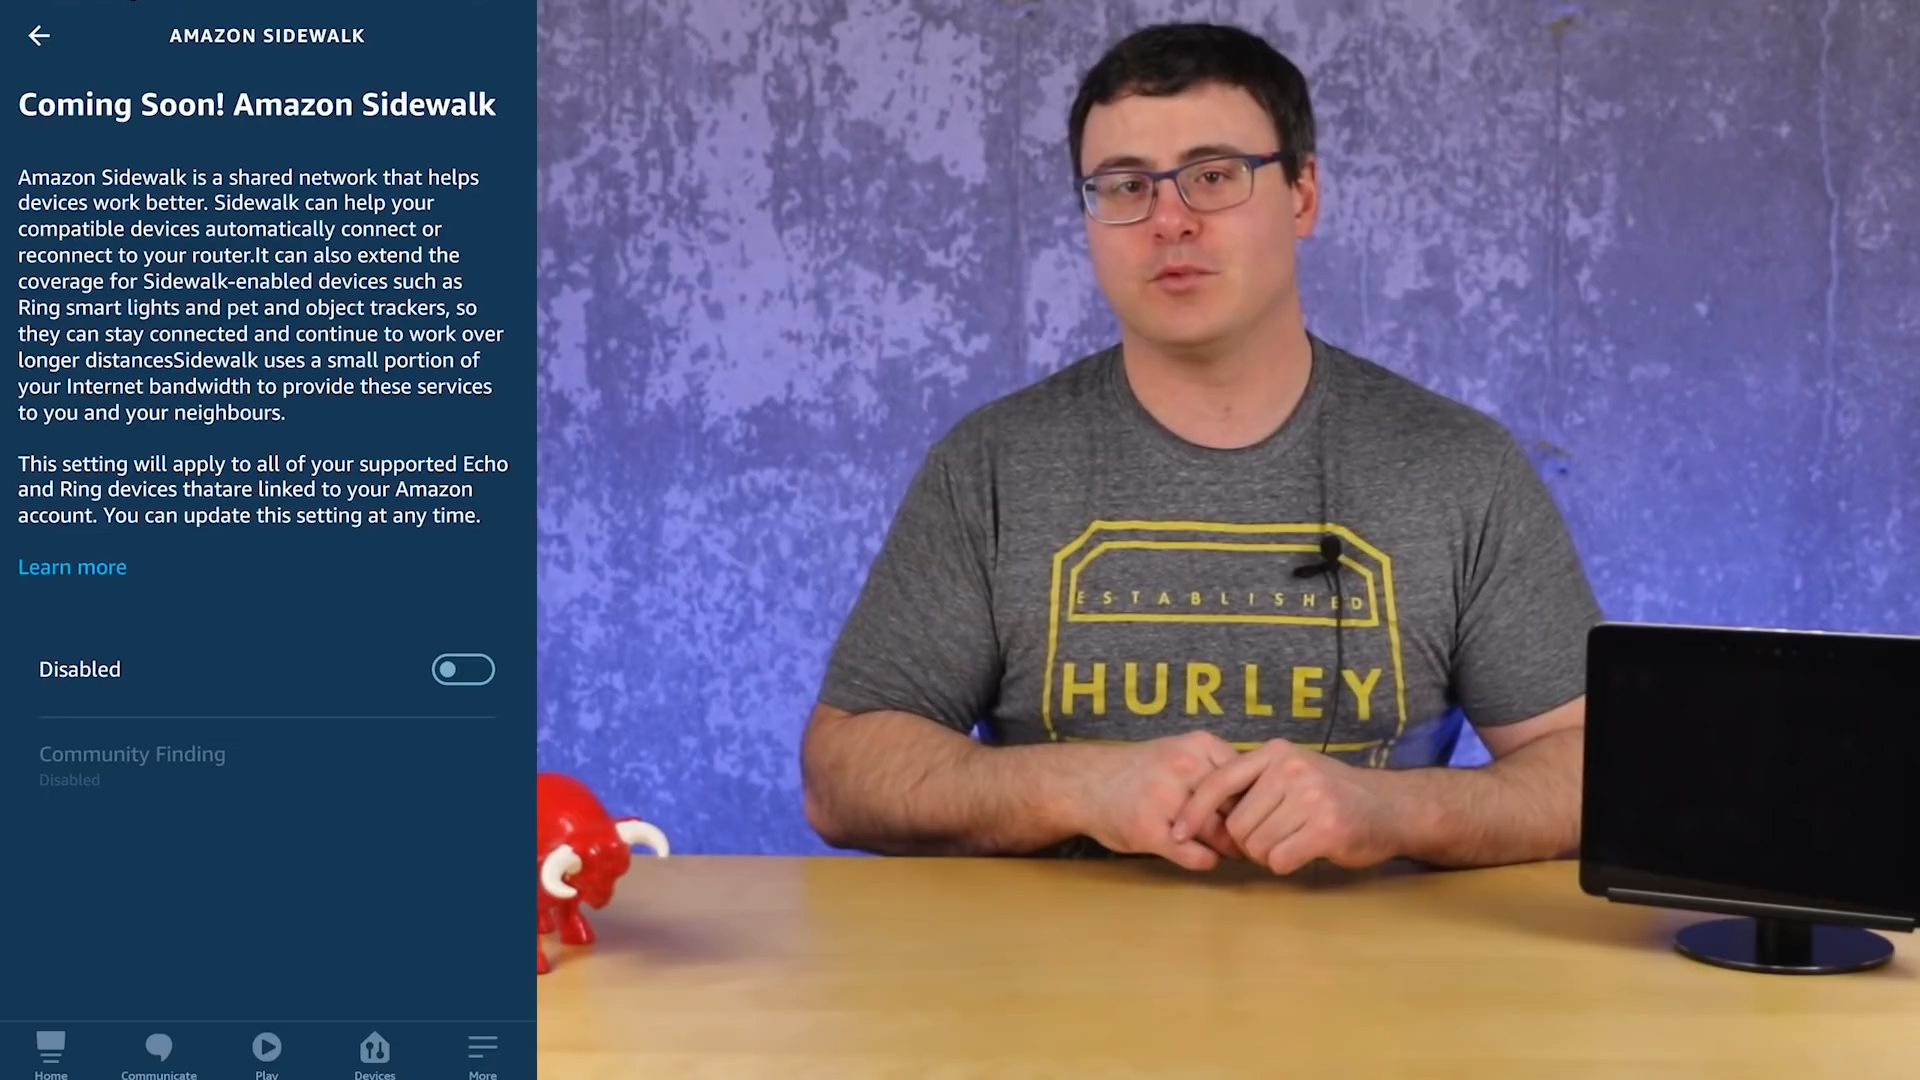 AMAZON SIDEWALK
Coming Soon! Amazon Sidewalk
Amazon Sidewalk is a shared network that helps
devices work better. Sidewalk can help your
compatible devices automatically connect or
reconnect to your router.It can also extend the
coverage for Sidewalk-enabled devices such as
Ring smart lights and pet and object trackers, so
they can stay connected and continue to work over
longer distancesSidewalk uses a small portion of
your Internet bandwidth to provide these services
to you and your neighbours.
This setting will apply to all of your supported Echo
and Ring devices thatare linked to your Amazon
account. You can update this setting at any time.
Learn more
Disabled
Community Finding
Disabled
Home Communicate Play Devices More
ESTABLISHED
HURLEY